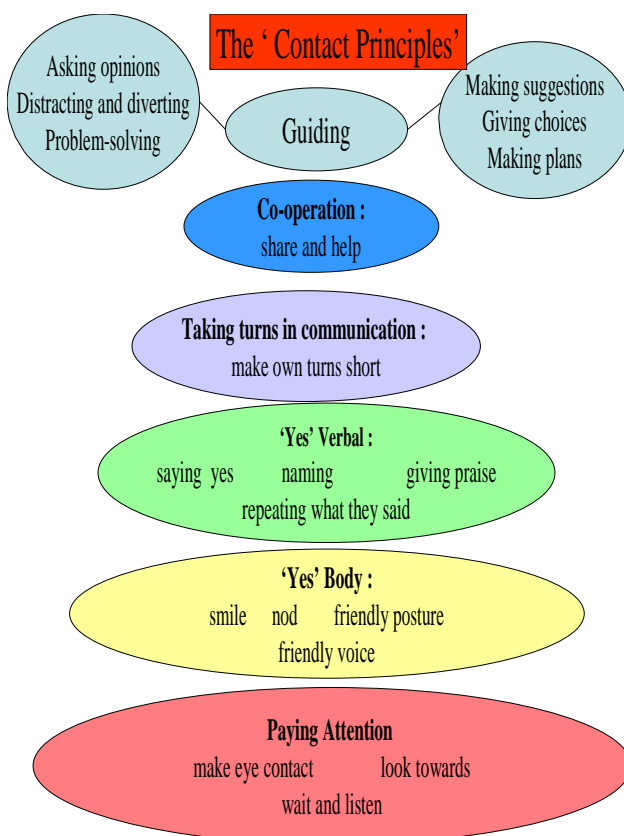 The ‘ Contact Principles’
Asking opinions
Distracting and diverting
Problem-solving
Guiding
Making suggestions
Giving choices
Making plans
Co-operation :
share and help
Taking turns in communication :
make own turns short
‘Yes’ Verbal :
saying yes naming giving praise
repeating what they said
‘Yes’ Body :
smile nod friendly posture
friendly voice
Paying Attention
make eye contact look towards
wait and listen